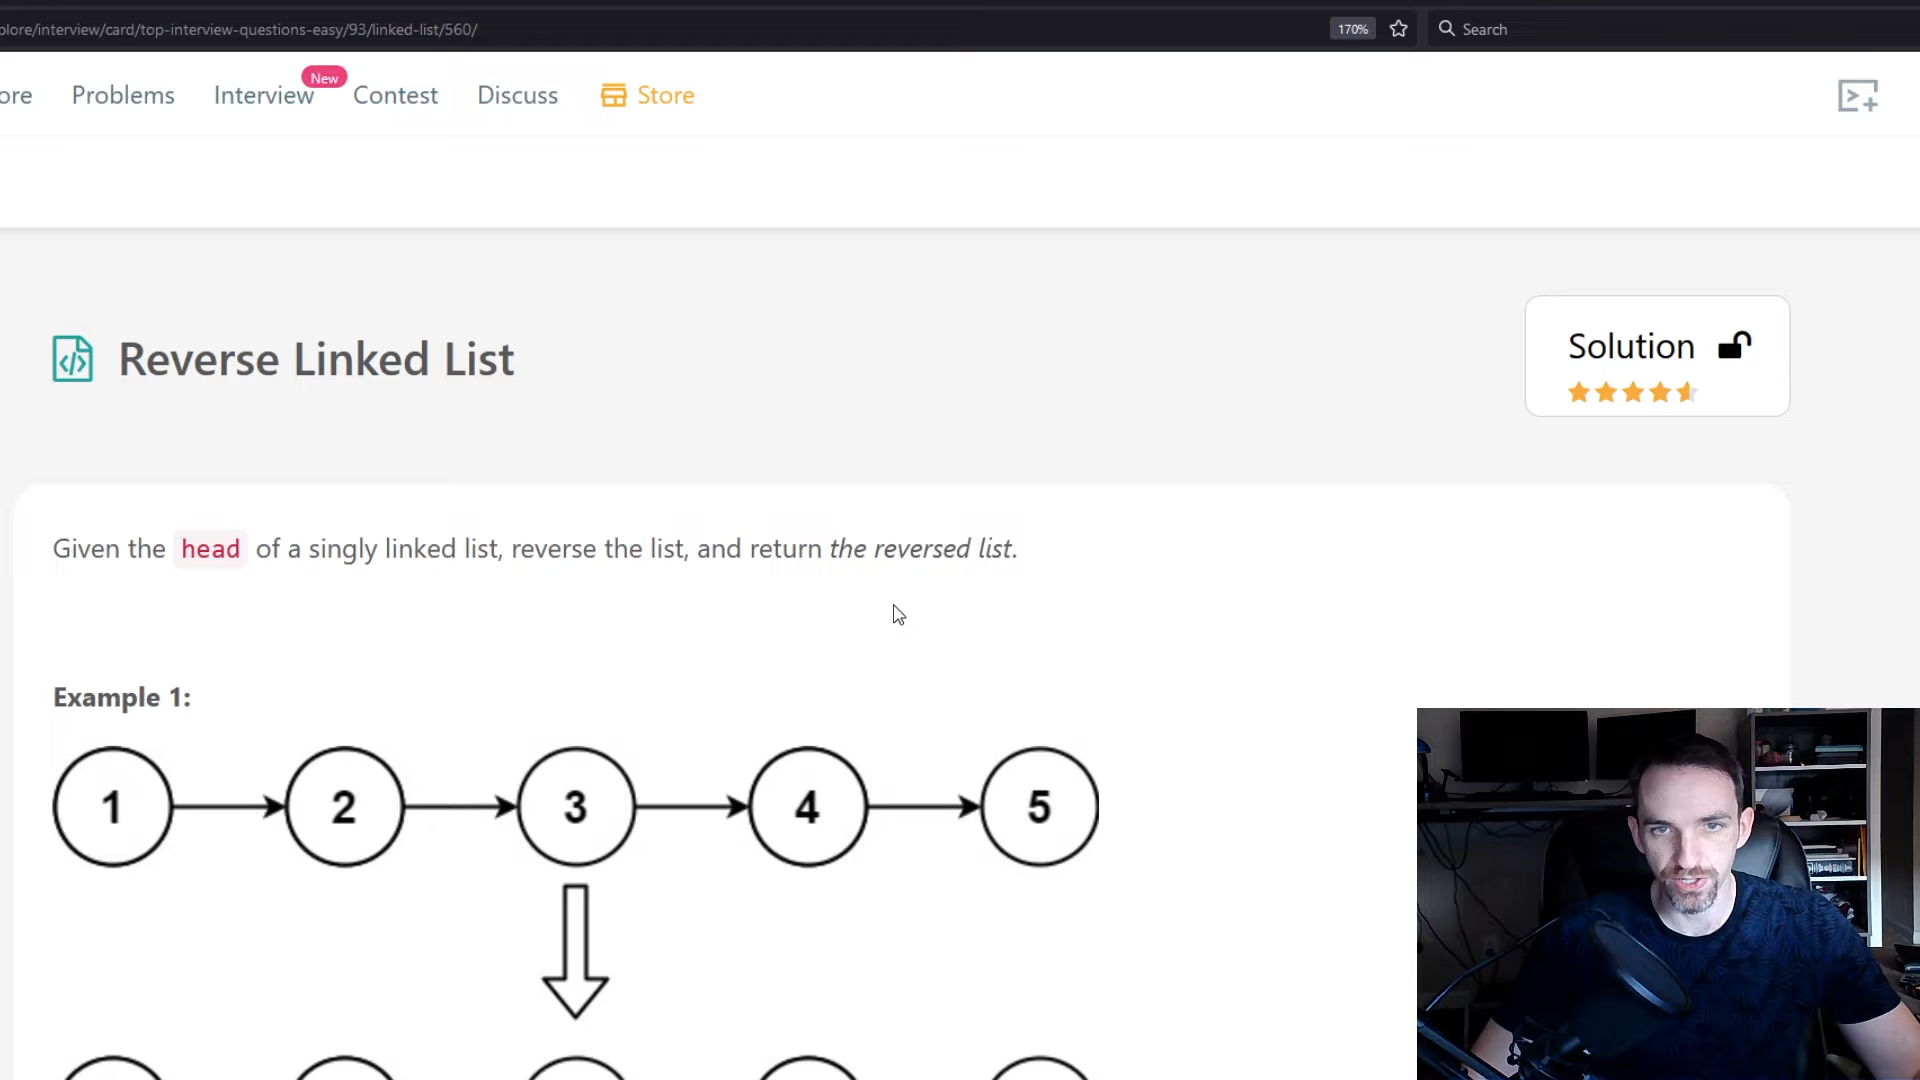 plore/interview/card/top-interview-questions-easy/93/linked-list/560/
170%
Search
ore
Problems
Interview
New
Contest
Discuss
Store
Reverse Linked List
Solution
Given the head of a singly linked list, reverse the list, and return the reversed list.
Example 1:
1 2 3 4 5